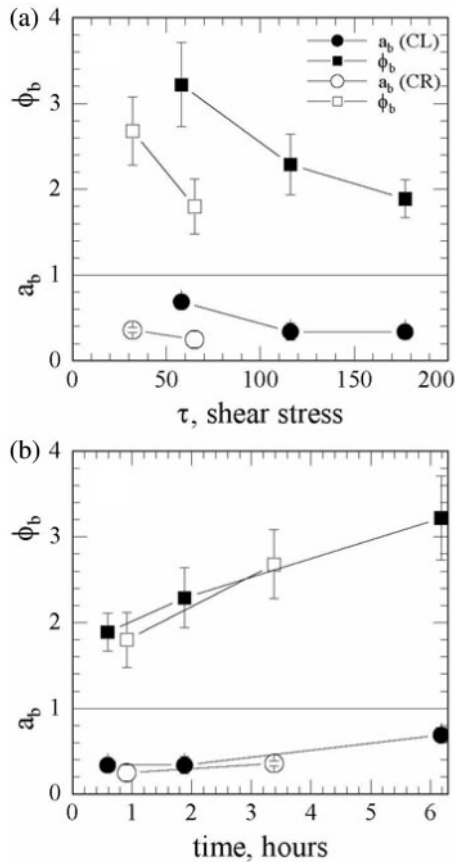 (a)
4
3
2
1
0
ϕb
ab
ab (CL)
ϕb
ab (CR)
ϕb
0 50 100 150 200
τ, shear stress
(b)
4
3
2
1
0
ϕb
ab
0 1 2 3 4 5 6
time, hours